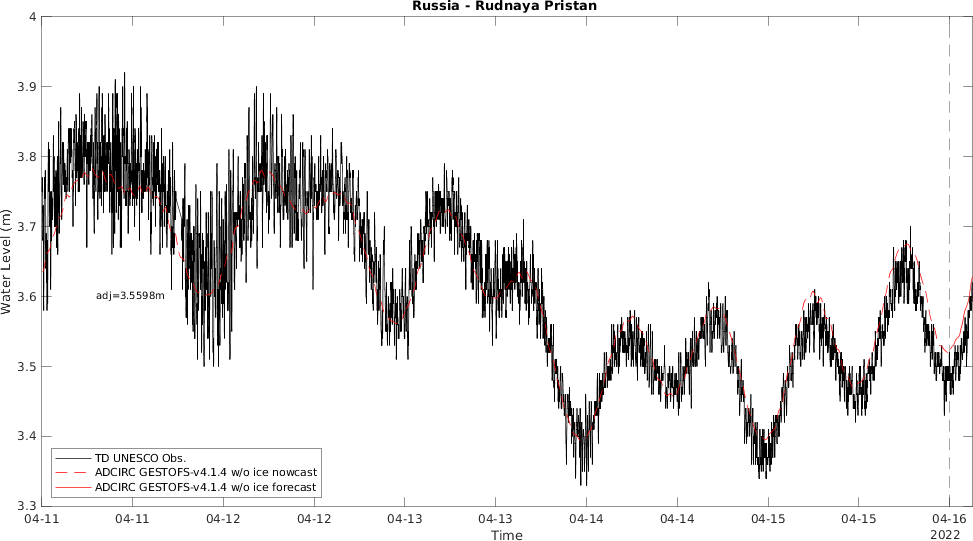 Russia - Rudnaya Pristan
4
3.9
3.8
3.7
3.6
3.5
3.4
3.3
Water Level (m)
adj=3.5598m
TD UNESCO Obs.
ADCIRC GESTOFS-v4.1.4 w/o ice nowcast
ADCIRC GESTOFS-v4.1.4 w/o ice forecast
04-11 04-11 04-12 04-12 04-13 04-13 04-14 04-14 04-15 04-15 04-16
Time
2022